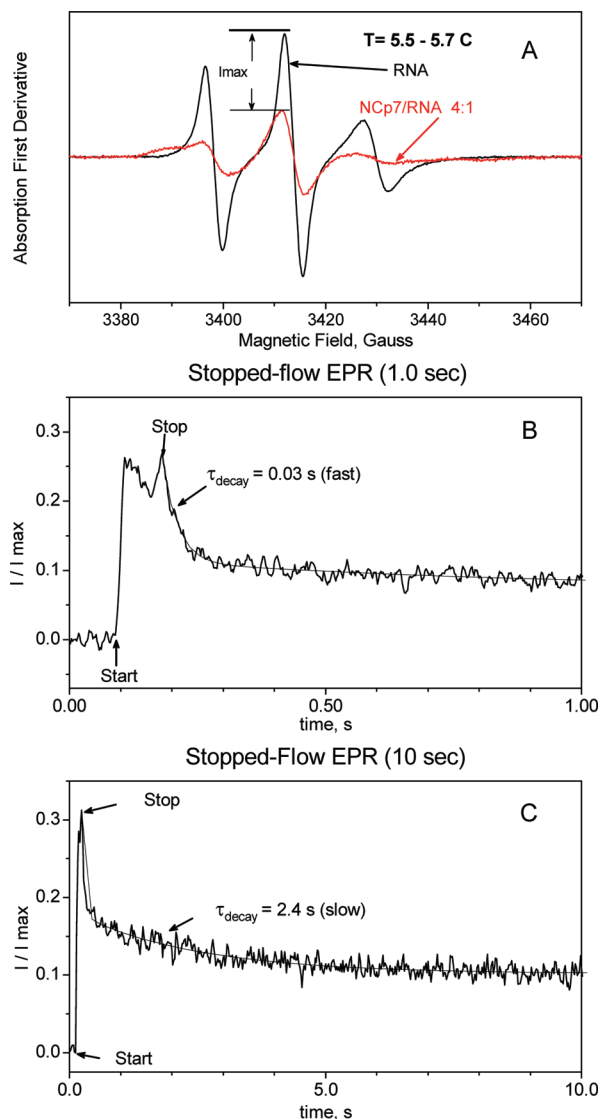 A
T= 5.5 - 5.7 C
Imax
RNA
NCp7/RNA 4:1
Absorption First Derivative
3380 3400 3420 3440 3460
Magnetic Field, Gauss
Stopped-flow EPR (1.0 sec)
B
Stop
τdecay = 0.03 s (fast)
Start
I / I max
0.3
0.2
0.1
0.0
0.00 0.50 1.00
time, s
Stopped-Flow EPR (10 sec)
C
Stop
τdecay = 2.4 s (slow)
Start
I / I max
0.3
0.2
0.1
0.0
0.0 5.0 10.0
time, s